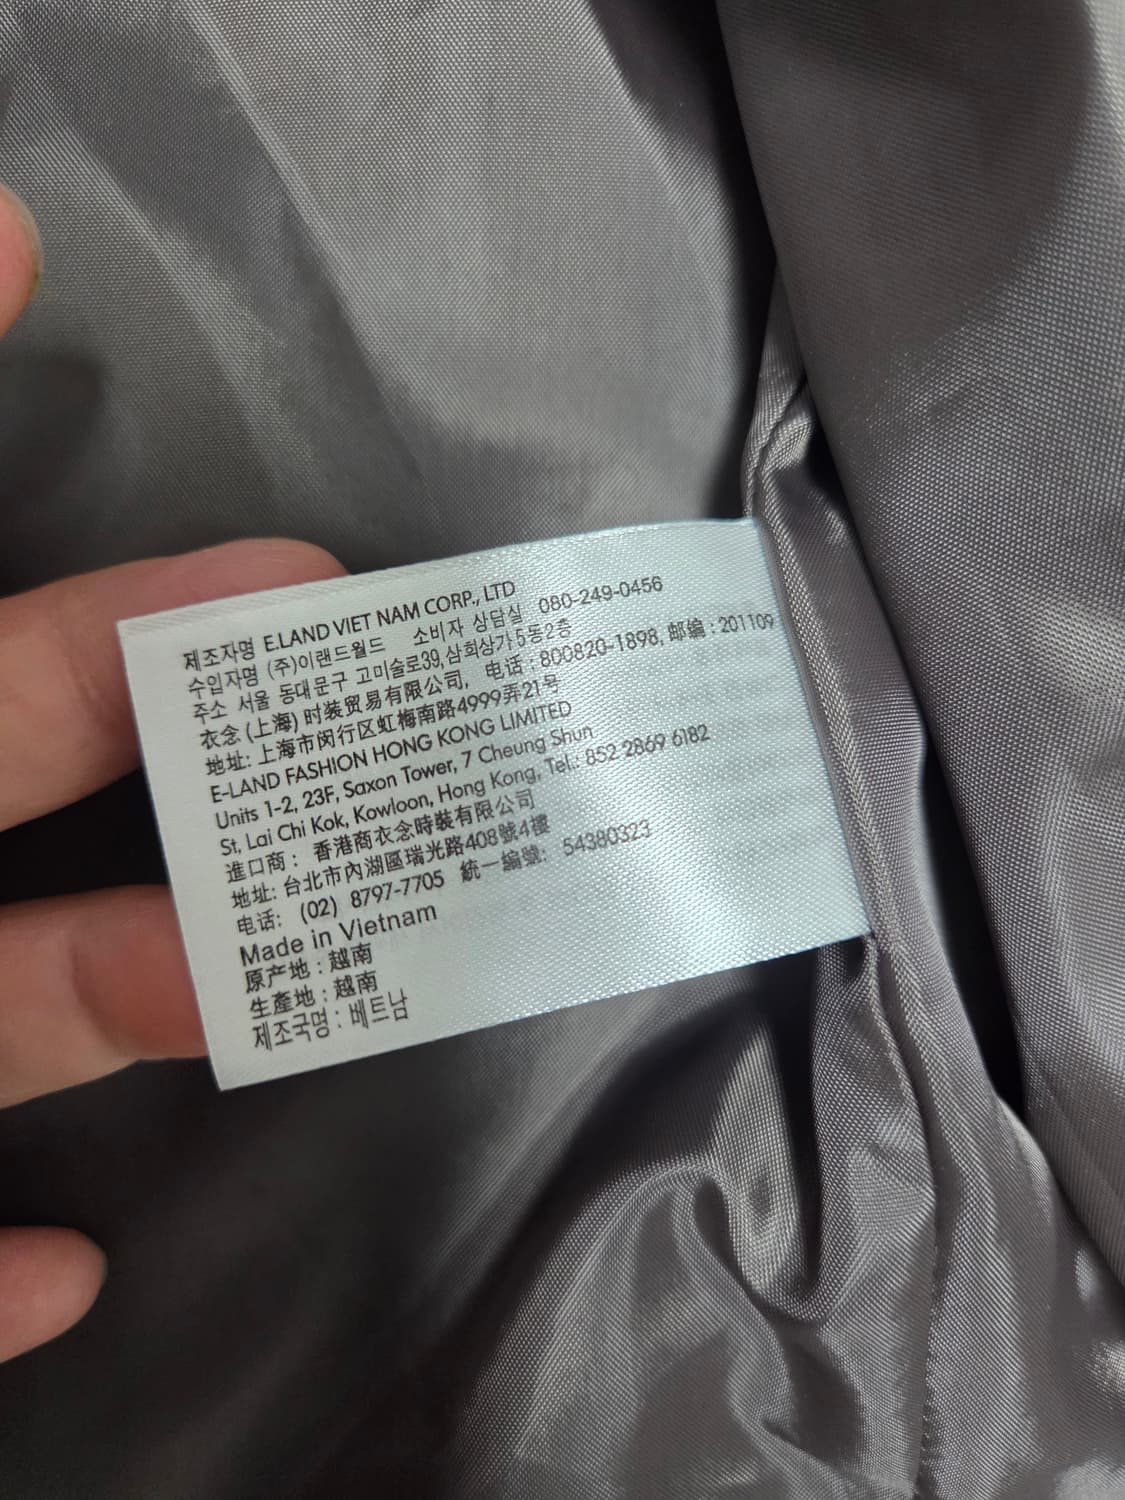 제조자명 E.LAND VIET NAM CORP., LTD
수입자명 (주)이랜드월드 소비자 상담실 080-249-0456
주소 서울 동대문구 고미술로39,삼희상가5동2층
衣念 (上海) 时装贸易有限公司, 电话 : 800820-1898, 邮编 : 201109
地址: 上海市闵行区虹梅南路4999弄21号
E-LAND FASHION HONG KONG LIMITED
Units 1-2, 23F, Saxon Tower, 7 Cheung Shun
St, Lai Chi Kok, Kowloon, Hong Kong, Tel.: 852 2869 6182
進口商 : 香港商衣念時裝有限公司
地址: 台北市內湖區瑞光路408號4樓
电话: (02) 8797-7705 統一編號: 54380323
Made in Vietnam
原产地 : 越南
生產地 : 越南
제조국명 : 베트남